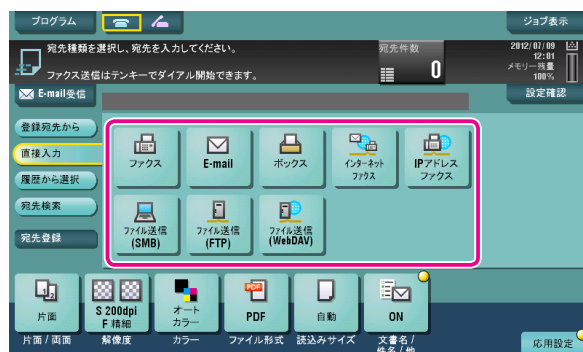 プログラム
ジョブ表示
宛先種類を選択し、宛先を入力してください。
ファクス送信はテンキーでダイアル開始できます。
宛先件数
0
2012/07/09
12:01
メモリー残量
100%
E-mail受信
設定確認
登録宛先から
直接入力
履歴から選択
宛先検索
宛先登録
ファクス
E-mail
ボックス
インターネット
ファクス
IPアドレス
ファクス
ファイル送信
(SMB)
ファイル送信
(FTP)
ファイル送信
(WebDAV)
片面
S 200dpi
F 精細
オート
カラー
PDF
PDF
自動
ON
片面 / 両面
解像度
カラー
ファイル形式
読込みサイズ
文書名 /
件名 / 他
応用設定